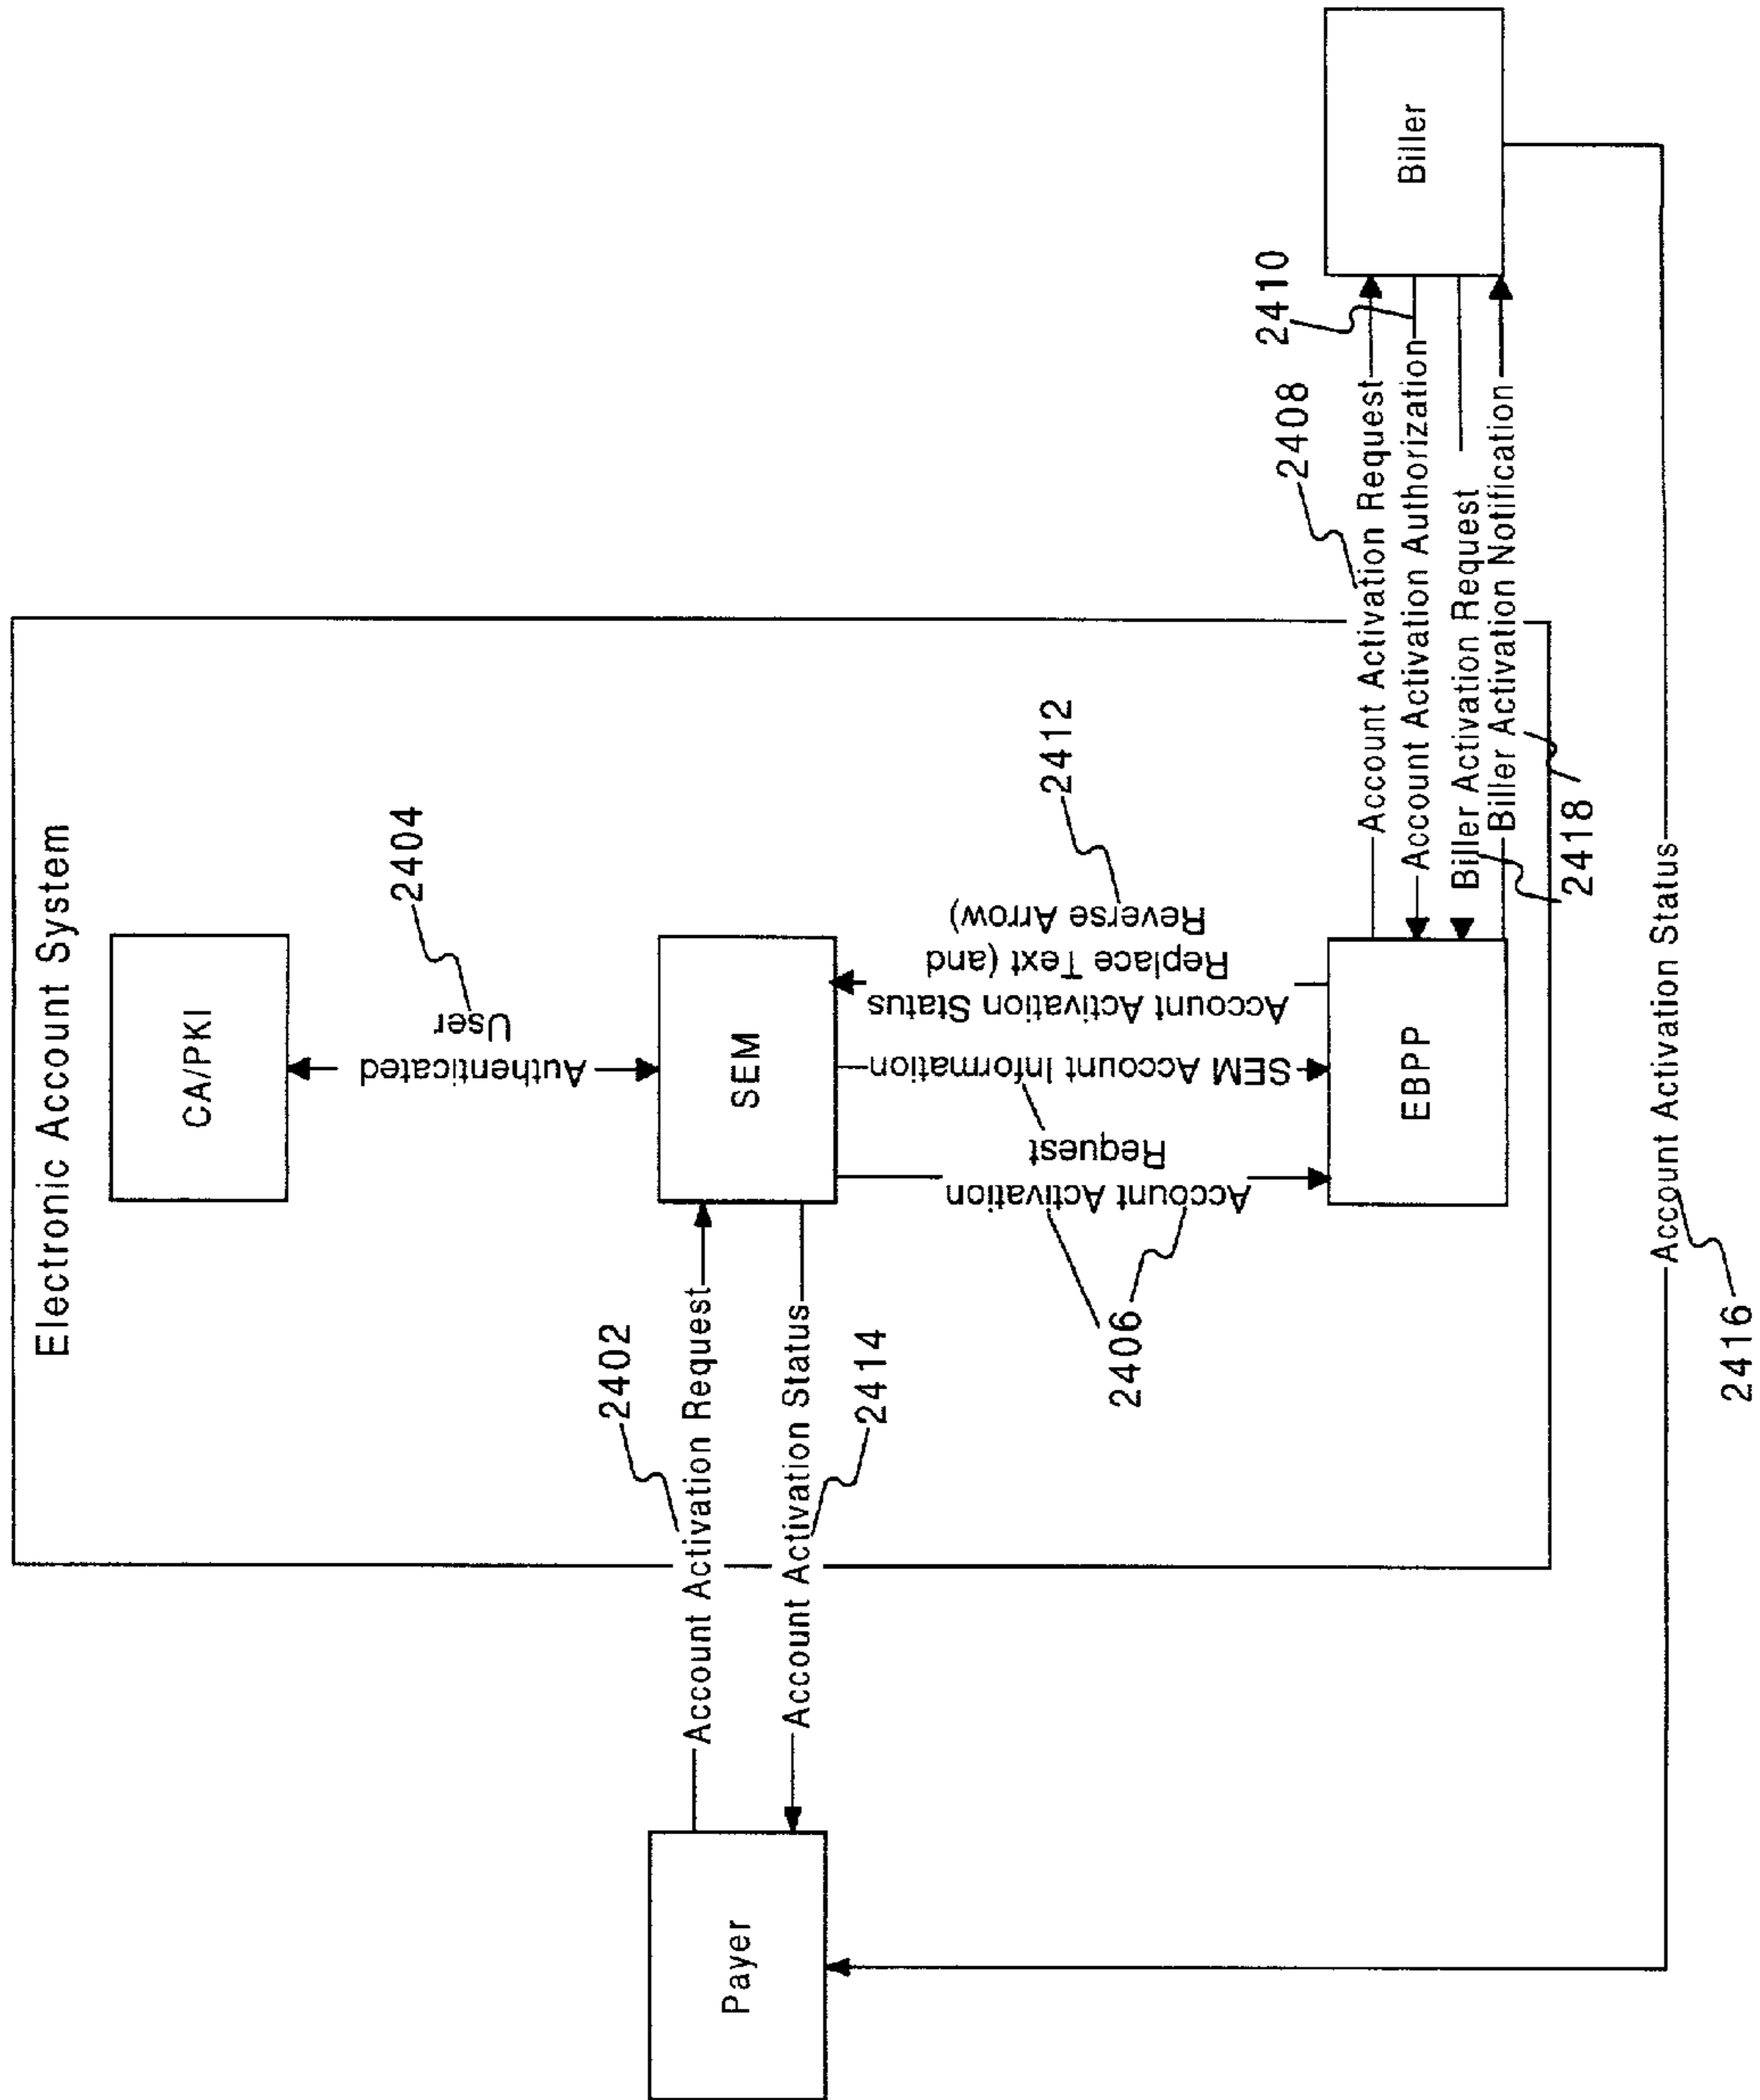 Electronic Account System
CA/PKI
2404
Authenticated
User
2402
Account Activation Request
SEM
Payer
Account Activation Status
2414
2406
Account Activation
Request
SEM Account Information
Account Activation Status
Replace Text (and
Reverse Arrow)
2412
EBPP
2408
2410
Account Activation Request
Account Activation Authorization
Biller Activation Request
Biller Activation Notification
2418
Biller
Account Activation Status
2416